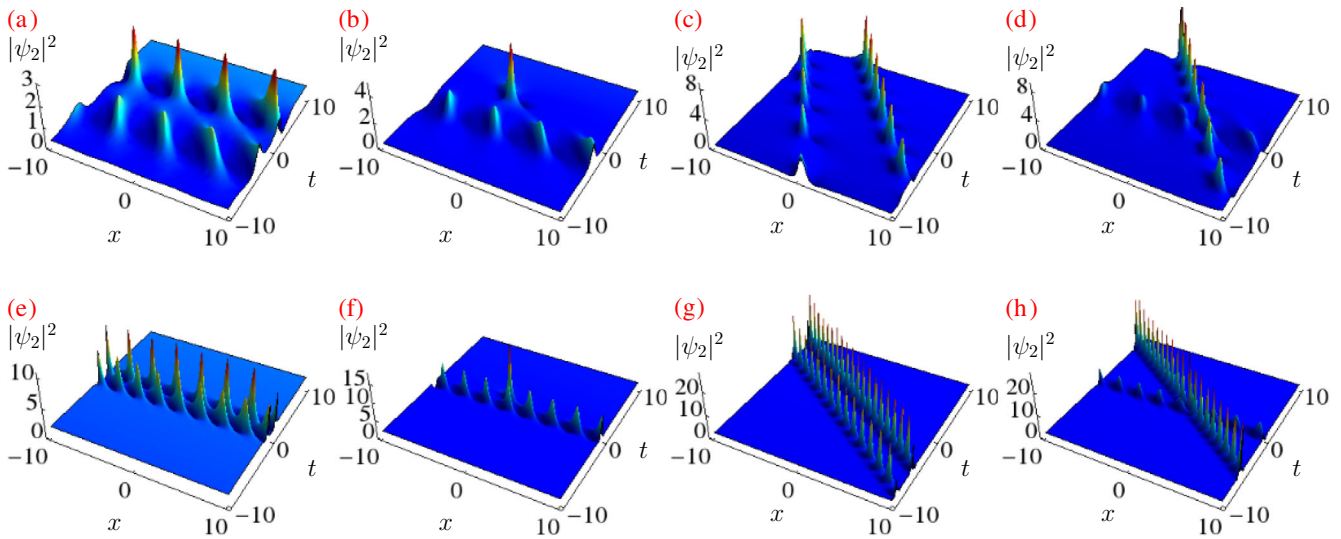 (a) (b) (c) (d)
|ψ₂|² |ψ₂|² |ψ₂|² |ψ₂|²
3 2 1 0 −10 0 10 −10 0 10 x t
4 2 0 −10 0 10 −10 0 10 x t
8 4 0 −10 0 10 −10 0 10 x t
8 4 0 −10 0 10 −10 0 10 x t
(e) (f) (g) (h)
|ψ₂|² |ψ₂|² |ψ₂|² |ψ₂|²
10 5 0 −10 0 10 −10 0 10 x t
15 10 5 0 −10 0 10 −10 0 10 x t
20 10 0 −10 0 10 −10 0 10 x t
20 10 0 −10 0 10 −10 0 10 x t